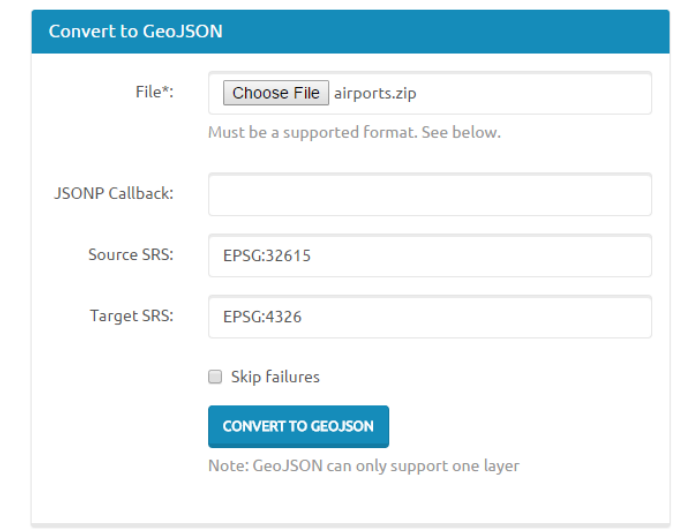 Convert to GeoJSON
File*: Choose File airports.zip
Must be a supported format. See below.
JSONP Callback:
Source SRS: EPSG:32615
Target SRS: EPSG:4326
Skip failures
CONVERT TO GEOJSON
Note: GeoJSON can only support one layer